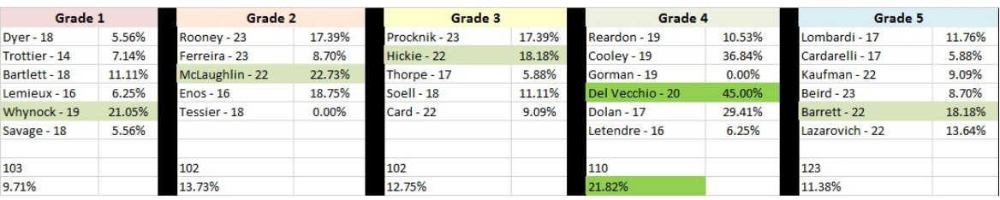 Grade 1 Grade 2 Grade 3 Grade 4 Grade 5
Dyer - 18 5.56% Rooney - 23 17.39% Procknik - 23 17.39% Reardon - 19 10.53% Lombardi - 17 11.76%
Trottier - 14 7.14% Ferreira - 23 8.70% Hickie - 22 18.18% Cooley - 19 36.84% Cardarelli - 17 5.88%
Bartlett - 18 11.11% McLaughlin - 22 22.73% Thorpe - 17 5.88% Gorman - 19 0.00% Kaufman - 22 9.09%
Lemieux - 16 6.25% Enos - 16 18.75% Soell - 18 11.11% Del Vecchio - 20 45.00% Beird - 23 8.70%
Whynock - 19 21.05% Tessier - 18 0.00% Card - 22 9.09% Dolan - 17 29.41% Barrett - 22 18.18%
Savage - 18 5.56% Letendre - 16 6.25% Lazarovich - 22 13.64%
103 102 102 110 123
9.71% 13.73% 12.75% 21.82% 11.38%